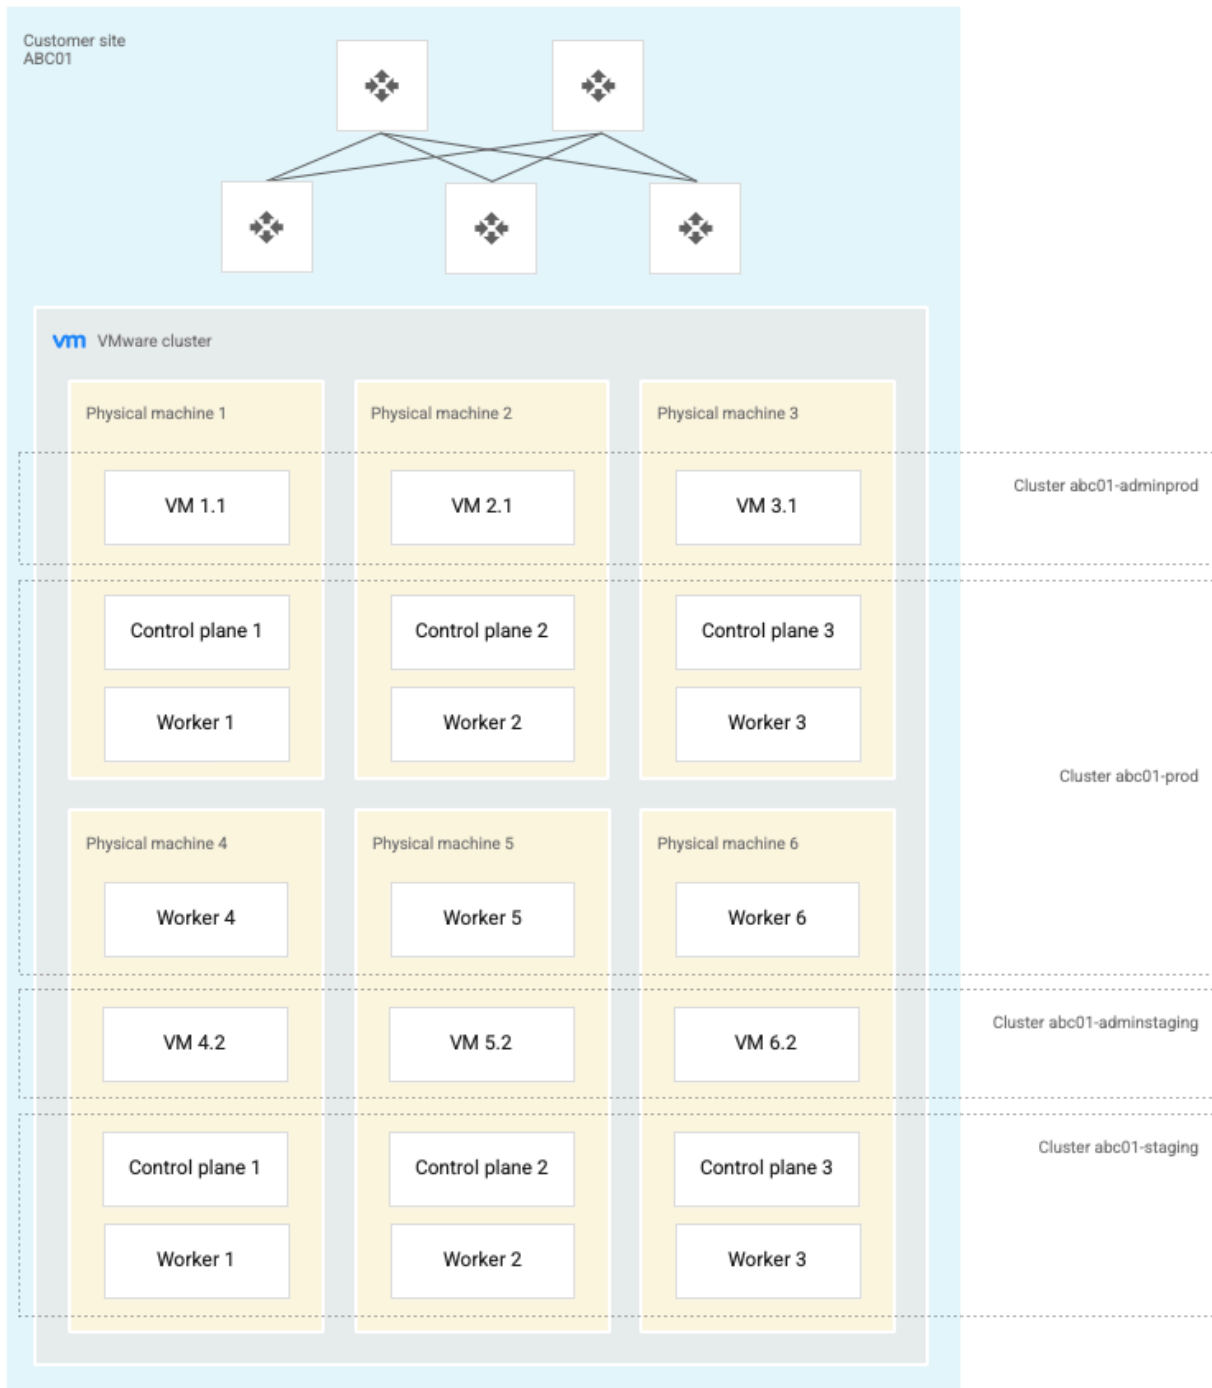 Customer site
ABC01
vm VMware cluster
Physical machine 1
Physical machine 2
Physical machine 3
Cluster abc01-adminprod
VM 1.1
VM 2.1
VM 3.1
Control plane 1
Control plane 2
Control plane 3
Worker 1
Worker 2
Worker 3
Cluster abc01-prod
Physical machine 4
Physical machine 5
Physical machine 6
Worker 4
Worker 5
Worker 6
Cluster abc01-adminstaging
VM 4.2
VM 5.2
VM 6.2
Cluster abc01-staging
Control plane 1
Control plane 2
Control plane 3
Worker 1
Worker 2
Worker 3